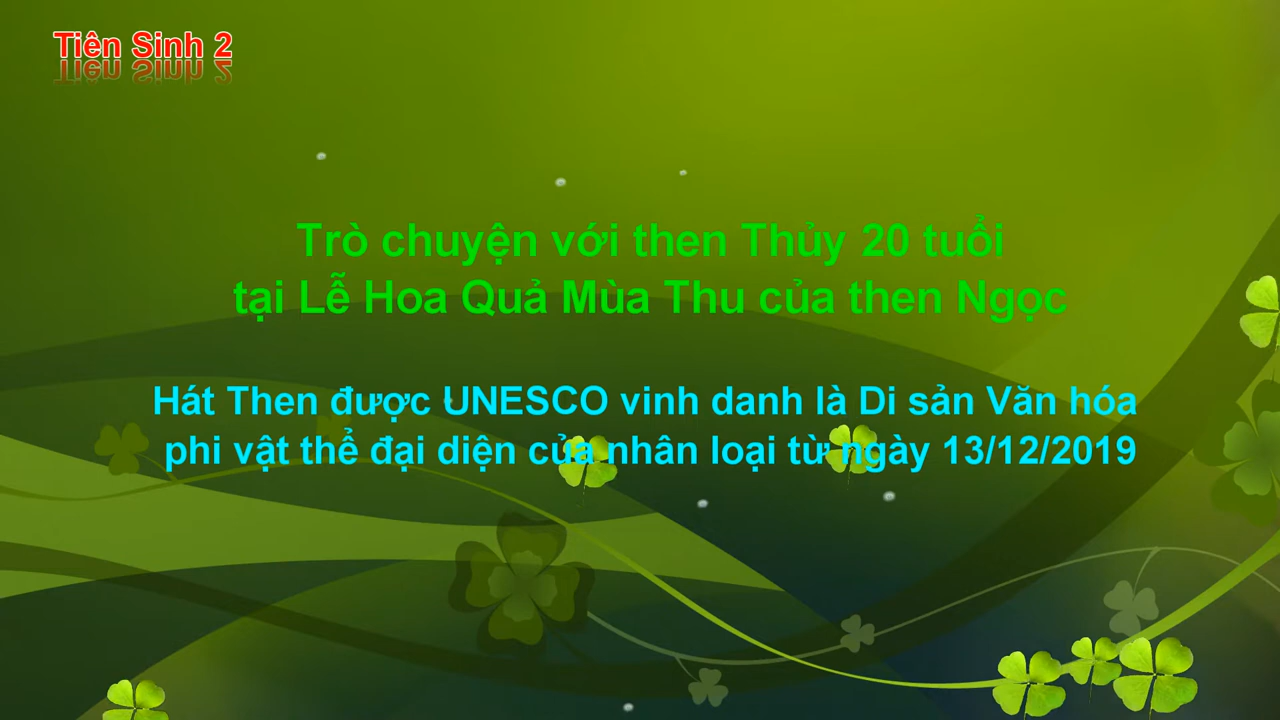 Tiên Sinh 2
Trò chuyện với then Thủy 20 tuổi
tại Lễ Hoa Quả Mùa Thu của then Ngọc
Hát Then được UNESCO vinh danh là Di sản Văn hóa
phi vật thể đại diện của nhân loại từ ngày 13/12/2019